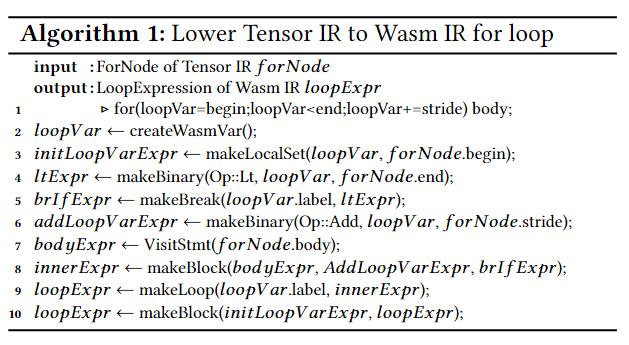 Algorithm 1: Lower Tensor IR to Wasm IR for loop
input : ForNode of Tensor IR forNode
output: LoopExpression of Wasm IR loopExpr
1 ▷ for(loopVar=begin;loopVar<end;loopVar+=stride) body;
2 loopVar ← createWasmVar();
3 initLoopVarExpr ← makeLocalSet(loopVar, forNode.begin);
4 ltExpr ← makeBinary(Op::Lt, loopVar, forNode.end);
5 brIfExpr ← makeBreak(loopVar.label, ltExpr);
6 addLoopVarExpr ← makeBinary(Op::Add, loopVar, forNode.stride);
7 bodyExpr ← VisitStmt(forNode.body);
8 innerExpr ← makeBlock(bodyExpr, AddLoopVarExpr, brIfExpr);
9 loopExpr ← makeLoop(loopVar.label, innerExpr);
10 loopExpr ← makeBlock(initLoopVarExpr, loopExpr);